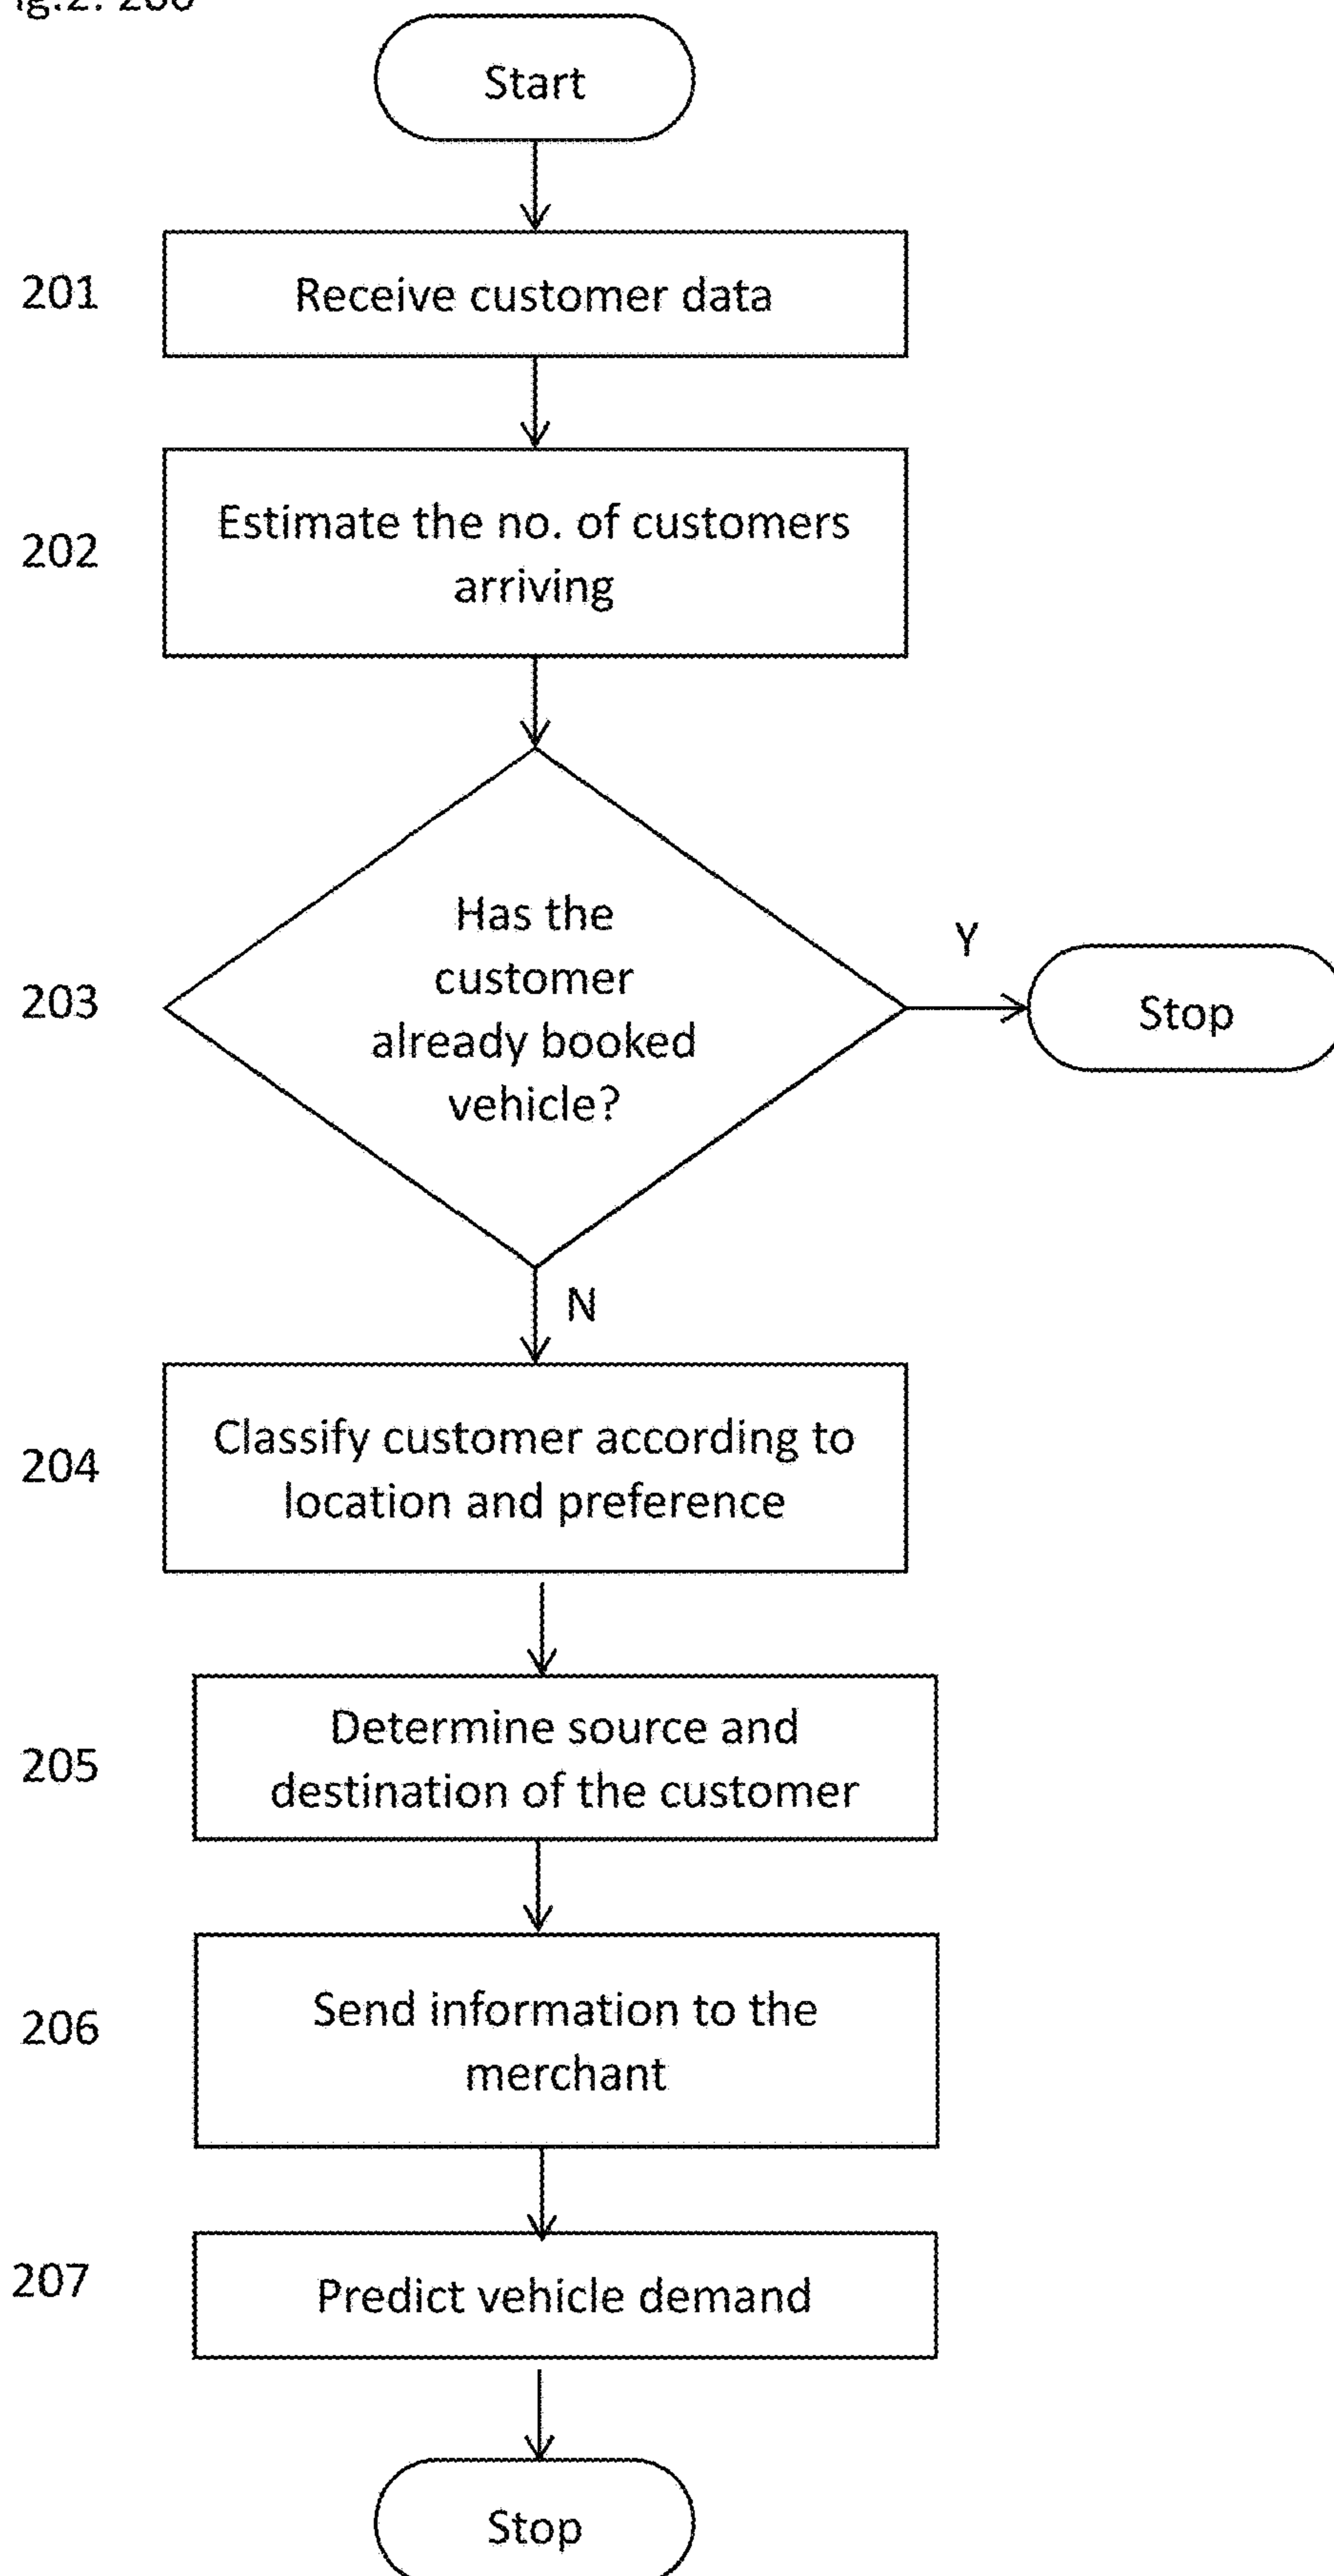 Start
201
Receive customer data
202
Estimate the no. of customers
arriving
203
Has the
customer
already booked
vehicle?
Y
Stop
N
204
Classify customer according to
location and preference
205
Determine source and
destination of the customer
206
Send information to the
merchant
207
Predict vehicle demand
Stop